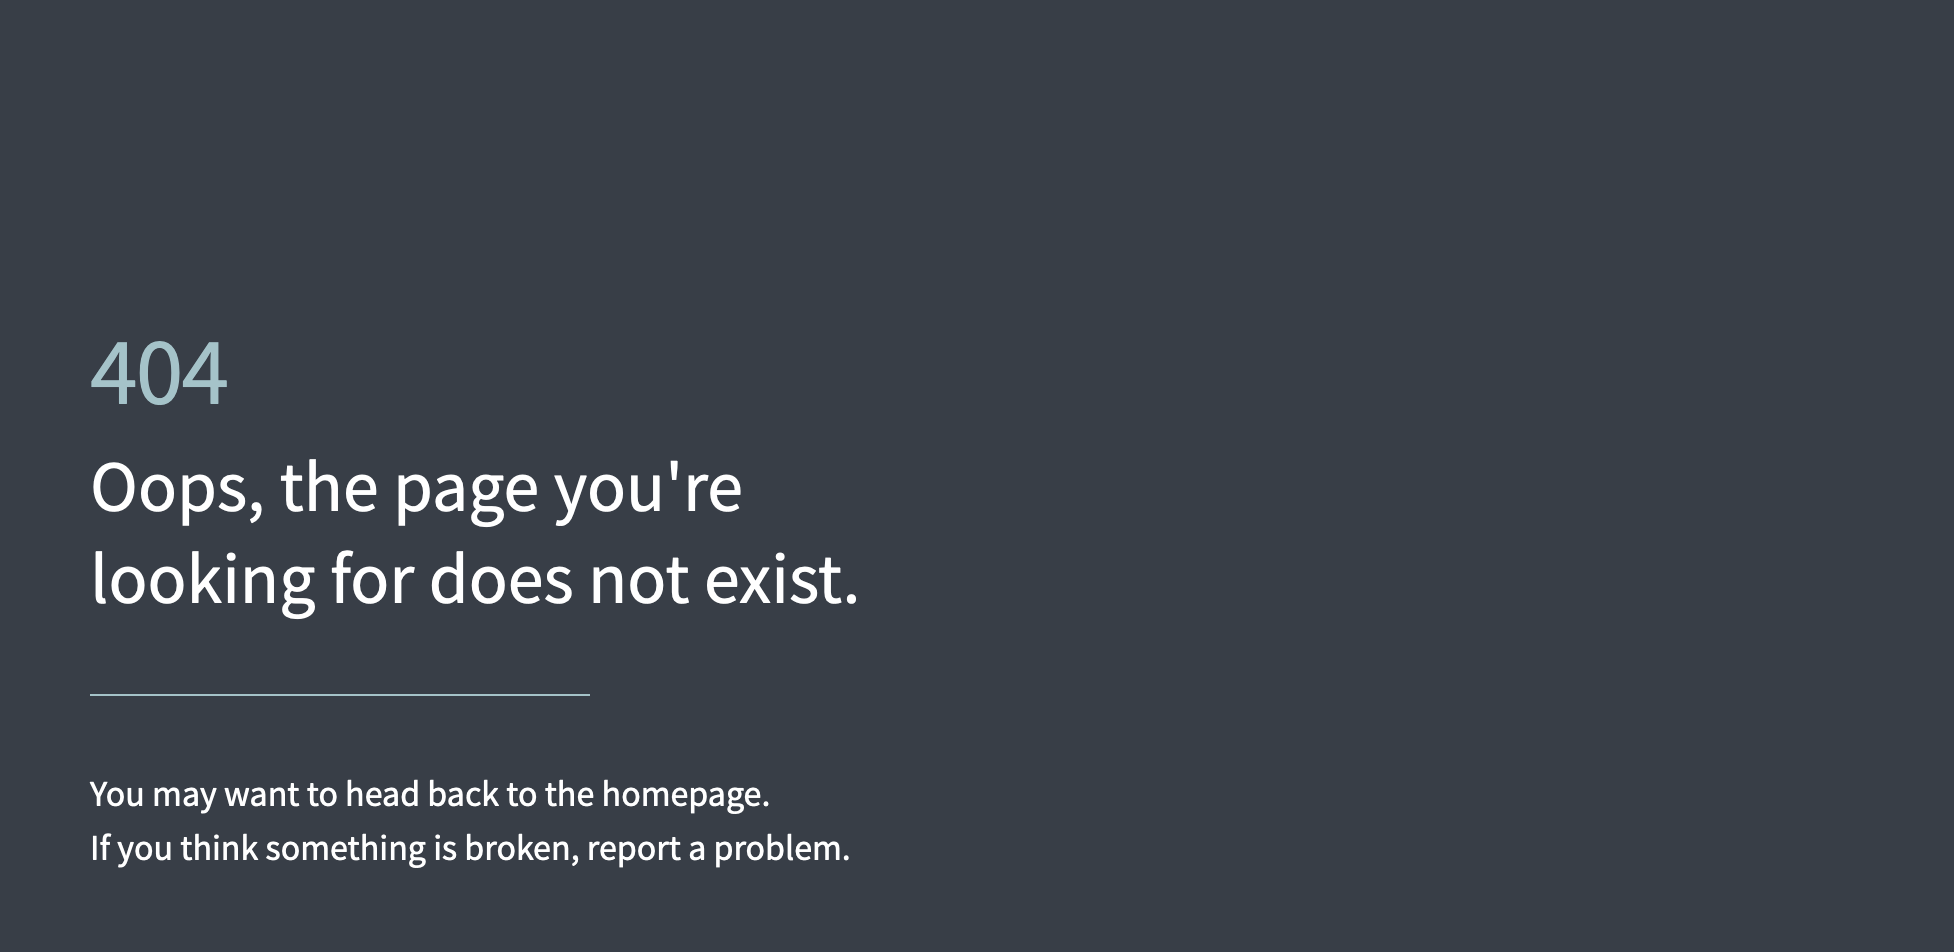 404
Oops, the page you're
looking for does not exist.
You may want to head back to the homepage.
If you think something is broken, report a problem.